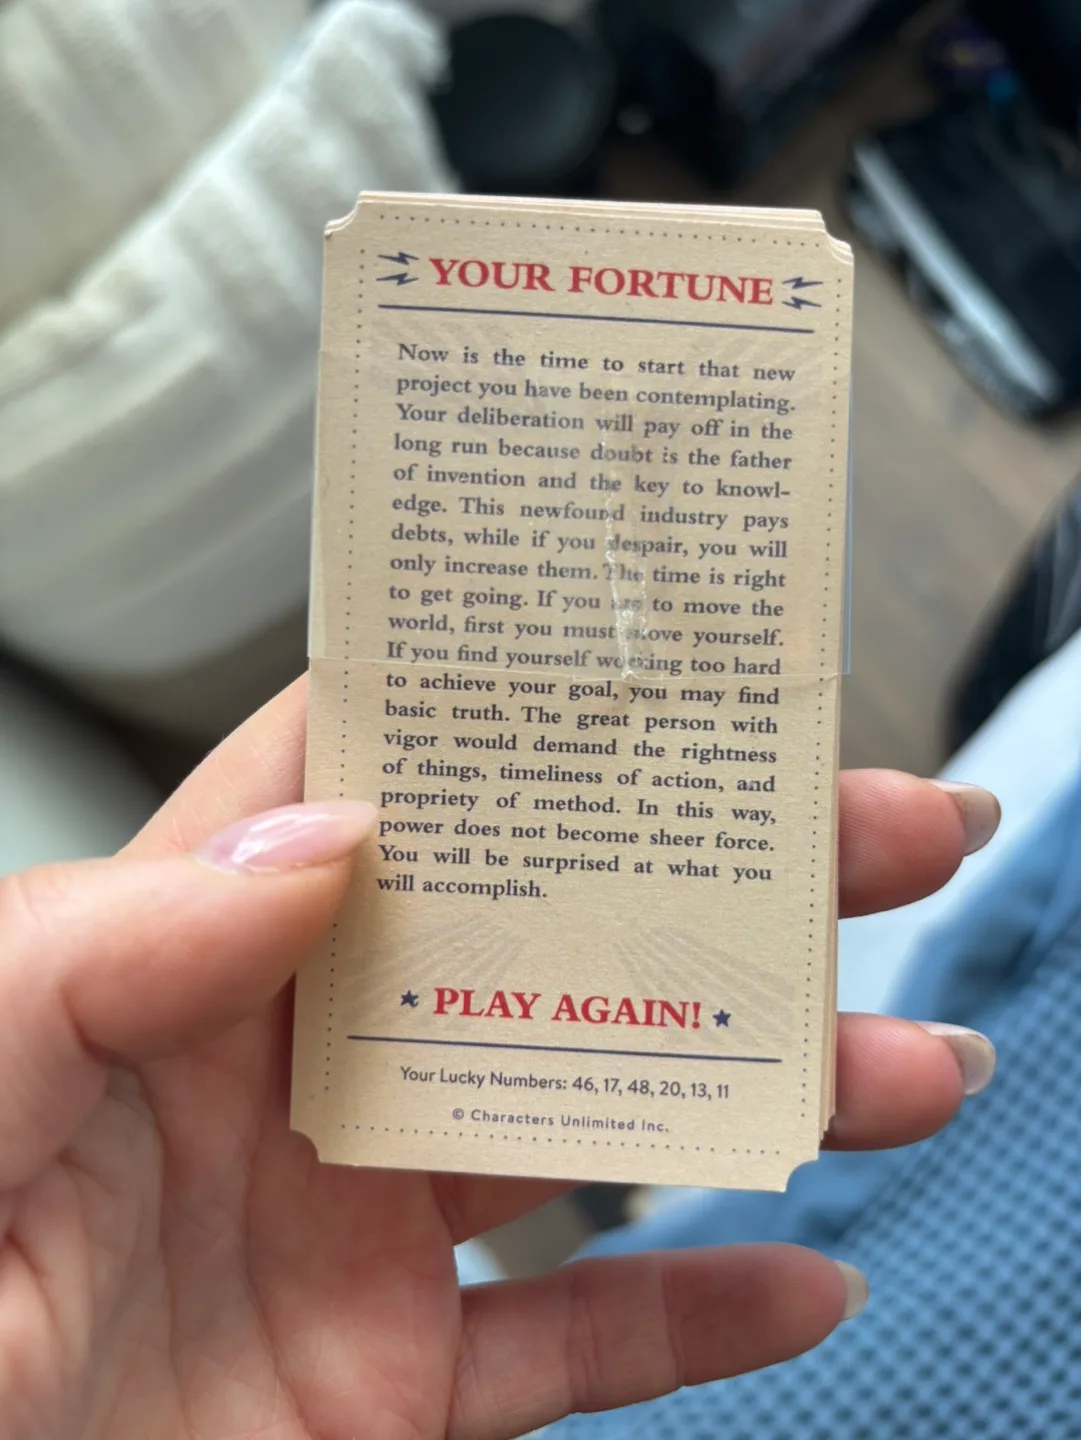 YOUR FORTUNE
Now is the time to start that new
project you have been contemplating.
Your deliberation will pay off in the
long run because doubt is the father
of invention and the key to knowl-
edge. This newfound industry pays
debts, while if you despair, you will
only increase them. The time is right
to get going. If you are to move the
world, first you must move yourself.
If you find yourself working too hard
to achieve your goal, you may find
basic truth. The great person with
vigor would demand the rightness
of things, timeliness of action, and
propriety of method. In this way,
power does not become sheer force.
You will be surprised at what you
will accomplish.
PLAY AGAIN!
Your Lucky Numbers: 46, 17, 48, 20, 13, 11
© Characters Unlimited Inc.